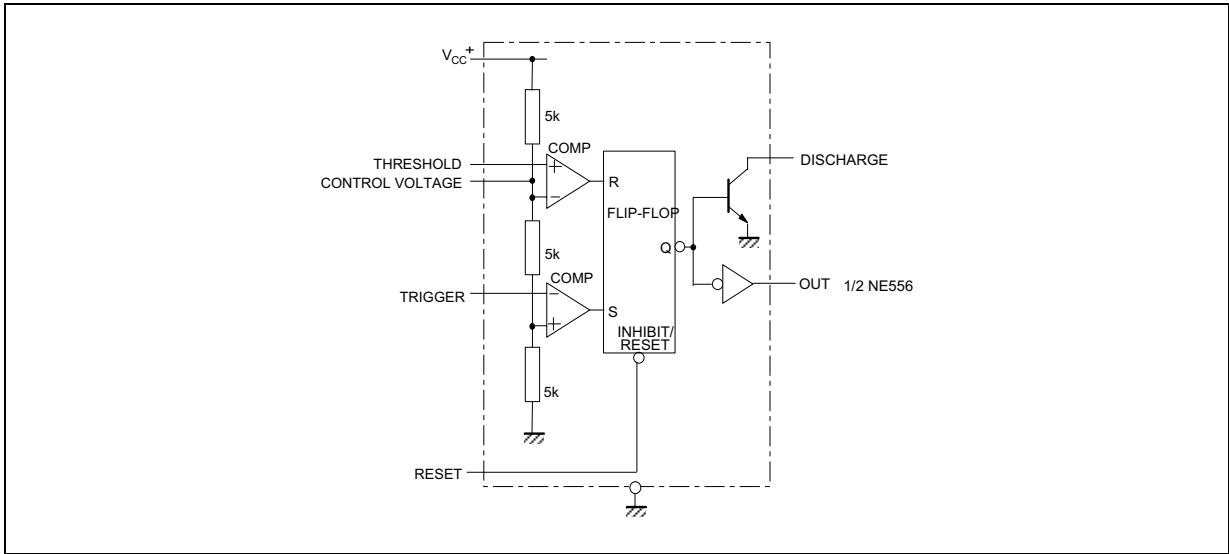 VCC+
5k
COMP
THRESHOLD
+
DISCHARGE
CONTROL VOLTAGE
−
R
FLIP-FLOP
5k
Q
COMP
TRIGGER
−
OUT 1/2 NE556
S
+
INHIBIT/
RESET
5k
RESET